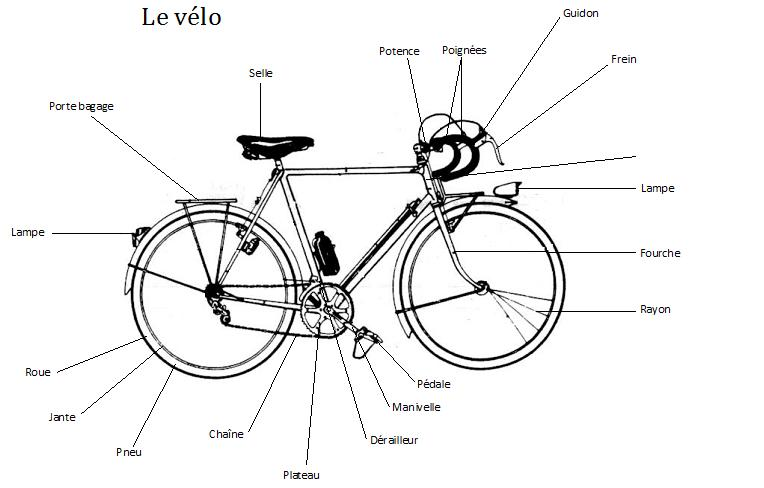 Le vélo
Guidon
Potence
Poignées
Frein
Selle
Porte bagage
Lampe
Lampe
Fourche
Rayon
Roue
Pédale
Manivelle
Jante
Chaîne
Dérailleur
Pneu
Plateau